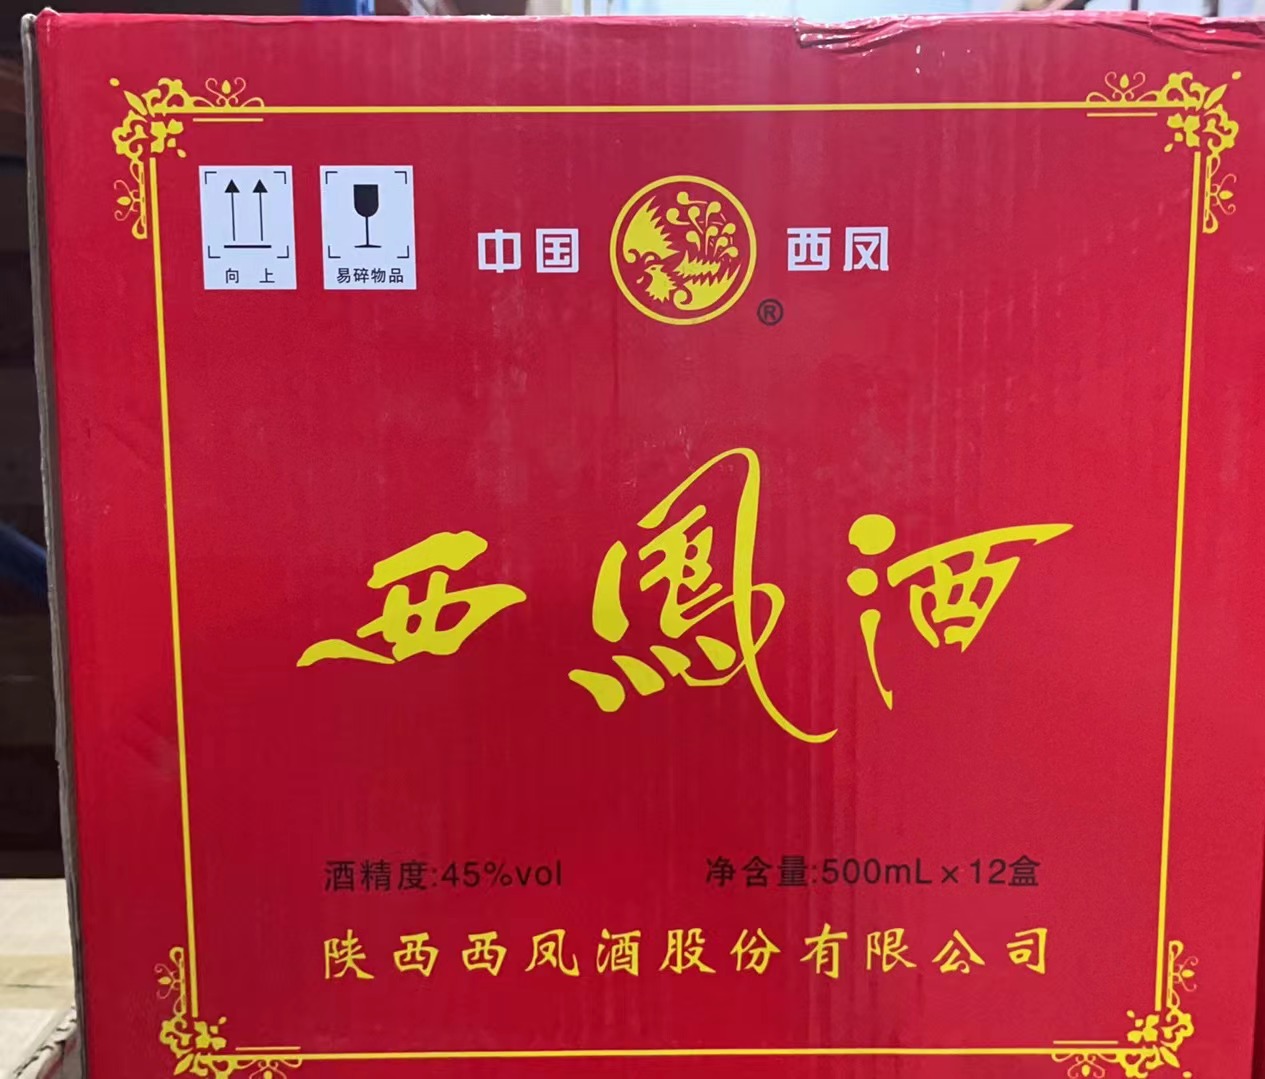 中国 西凤
®
向 上
易碎物品
西鳳酒
酒精度:45%vol
净含量:500mL×12盒
陕西西凤酒股份有限公司